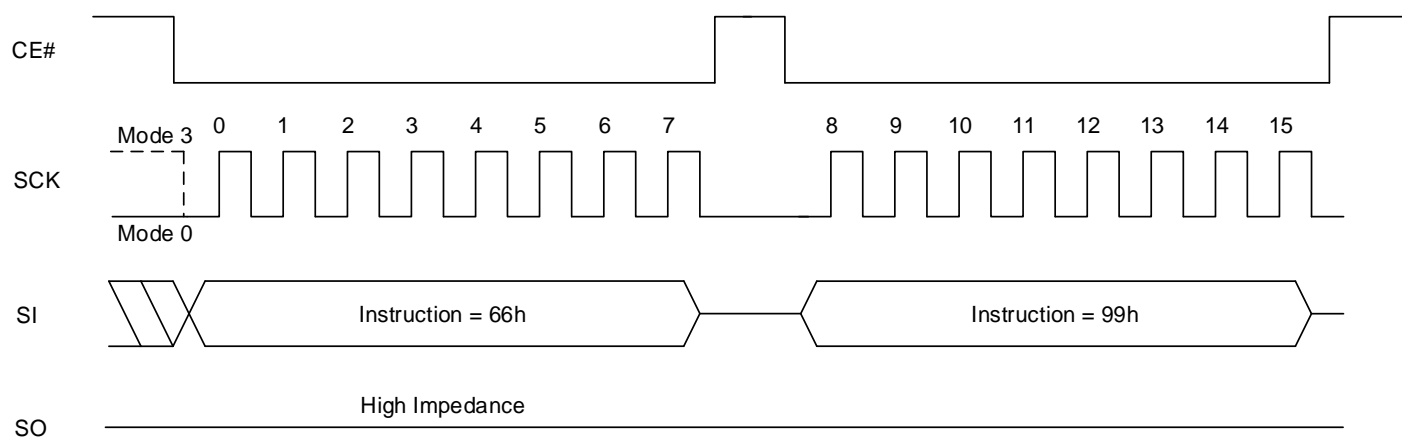 CE#
Mode 3
0 1 2 3 4 5 6 7 8 9 10 11 12 13 14 15
SCK
Mode 0
SI
Instruction = 66h
Instruction = 99h
High Impedance
SO